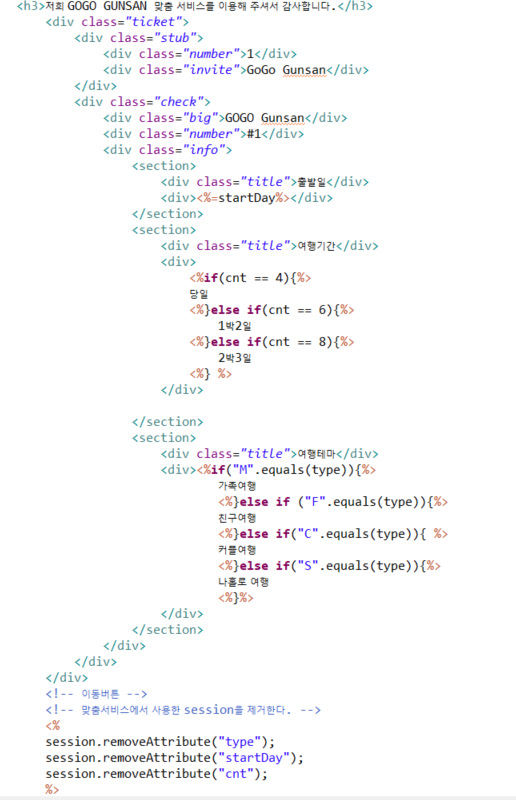 <h3>저희 GOGO GUNSAN 맞춤 서비스를 이용해 주셔서 감사합니다.</h3>
<div class="ticket">
<div class="stub">
<div class="number">1</div>
<div class="invite">GoGo Gunsan</div>
</div>
<div class="check">
<div class="big">GOGO Gunsan</div>
<div class="number">#1</div>
<div class="info">
<section>
<div class="title">출발일</div>
<div><%=startDay%></div>
</section>
<section>
<div class="title">여행기간</div>
<div>
<%if(cnt == 4){%>
당일
<%}else if(cnt == 6){%>
1박2일
<%}else if(cnt == 8){%>
2박3일
<%} %>
</div>
</section>
<section>
<div class="title">여행테마</div>
<div><%if("M".equals(type)){%>
가족여행
<%}else if ("F".equals(type)){%>
친구여행
<%}else if("C".equals(type)){ %>
커플여행
<%}else if("S".equals(type)){%>
나홀로 여행
<%}%>
</div>
</section>
</div>
</div>
</div>
<!-- 이동버튼 -->
<!-- 맞춤서비스에서 사용한 session을 제거한다. -->
<%
session.removeAttribute("type");
session.removeAttribute("startDay");
session.removeAttribute("cnt");
%>